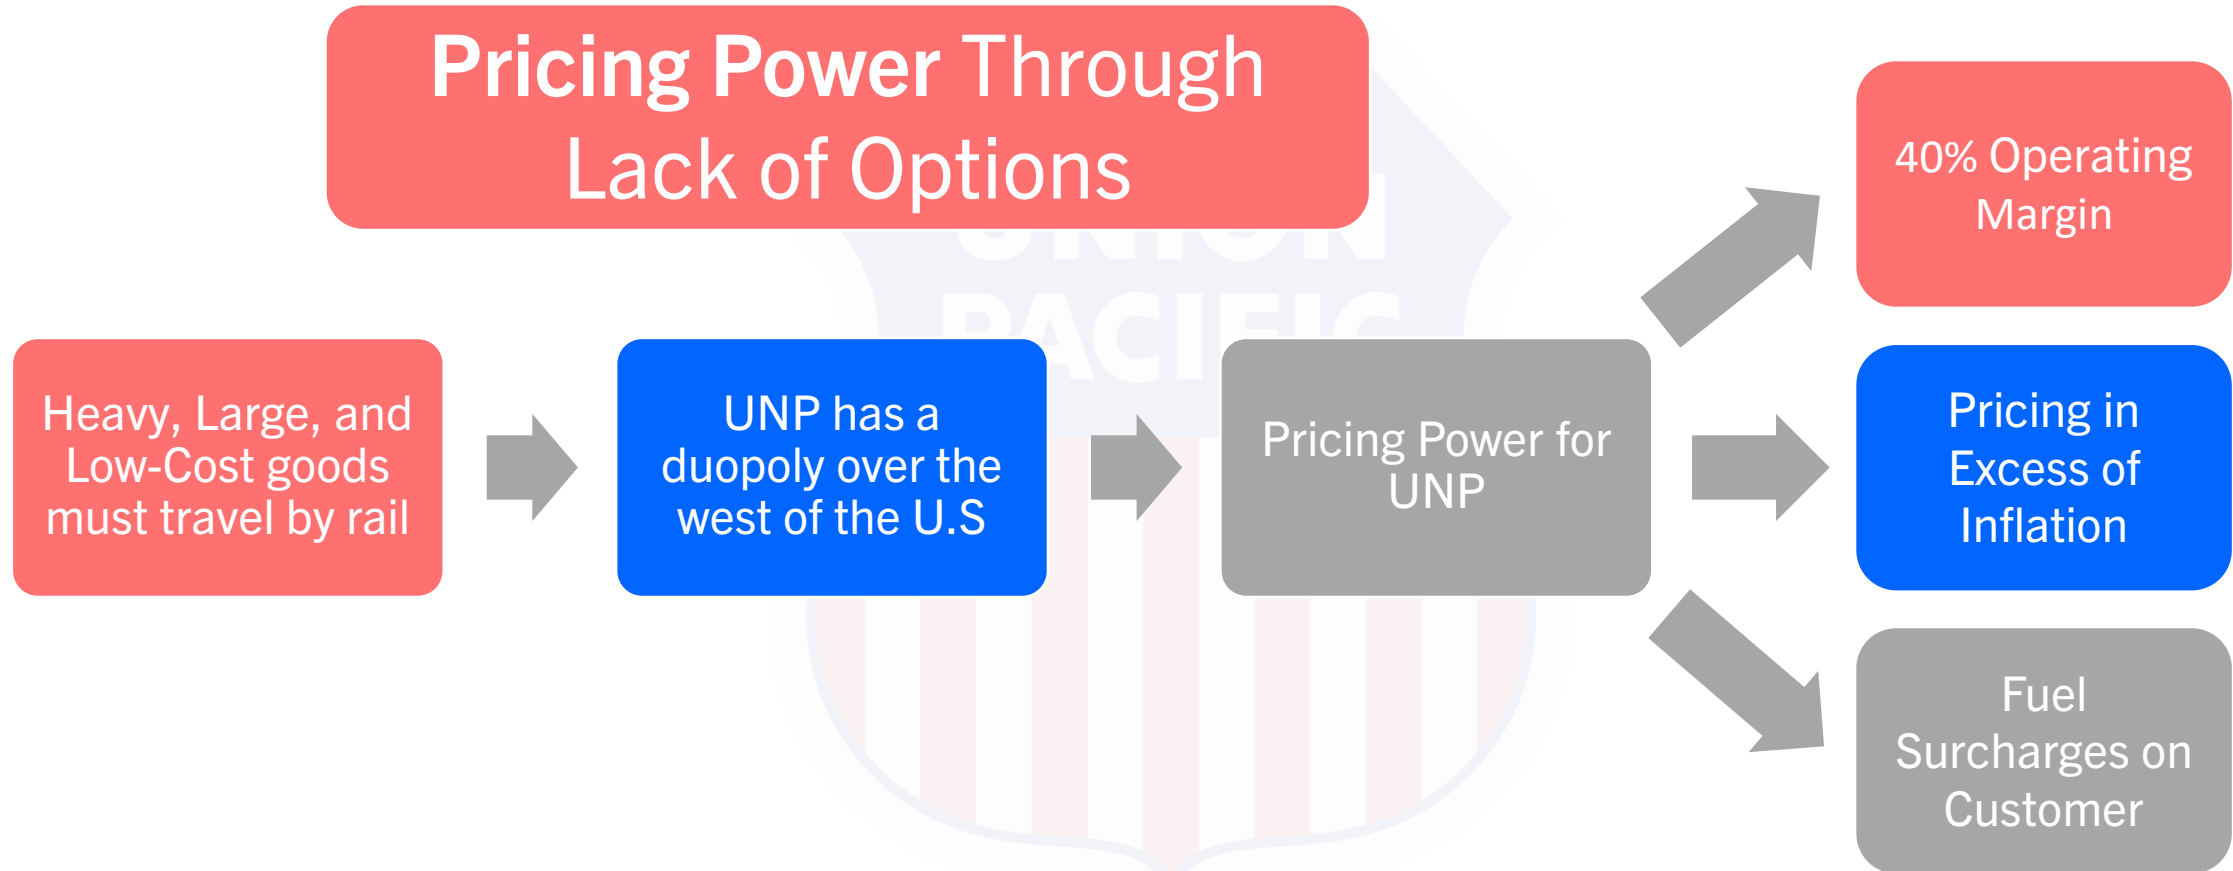 Pricing Power Through
Lack of Options
Heavy, Large, and
Low-Cost goods
must travel by rail
UNP has a
duopoly over the
west of the U.S
Pricing Power for
UNP
40% Operating
Margin
Pricing in
Excess of
Inflation
Fuel
Surcharges on
Customer
UNION
PACIFIC